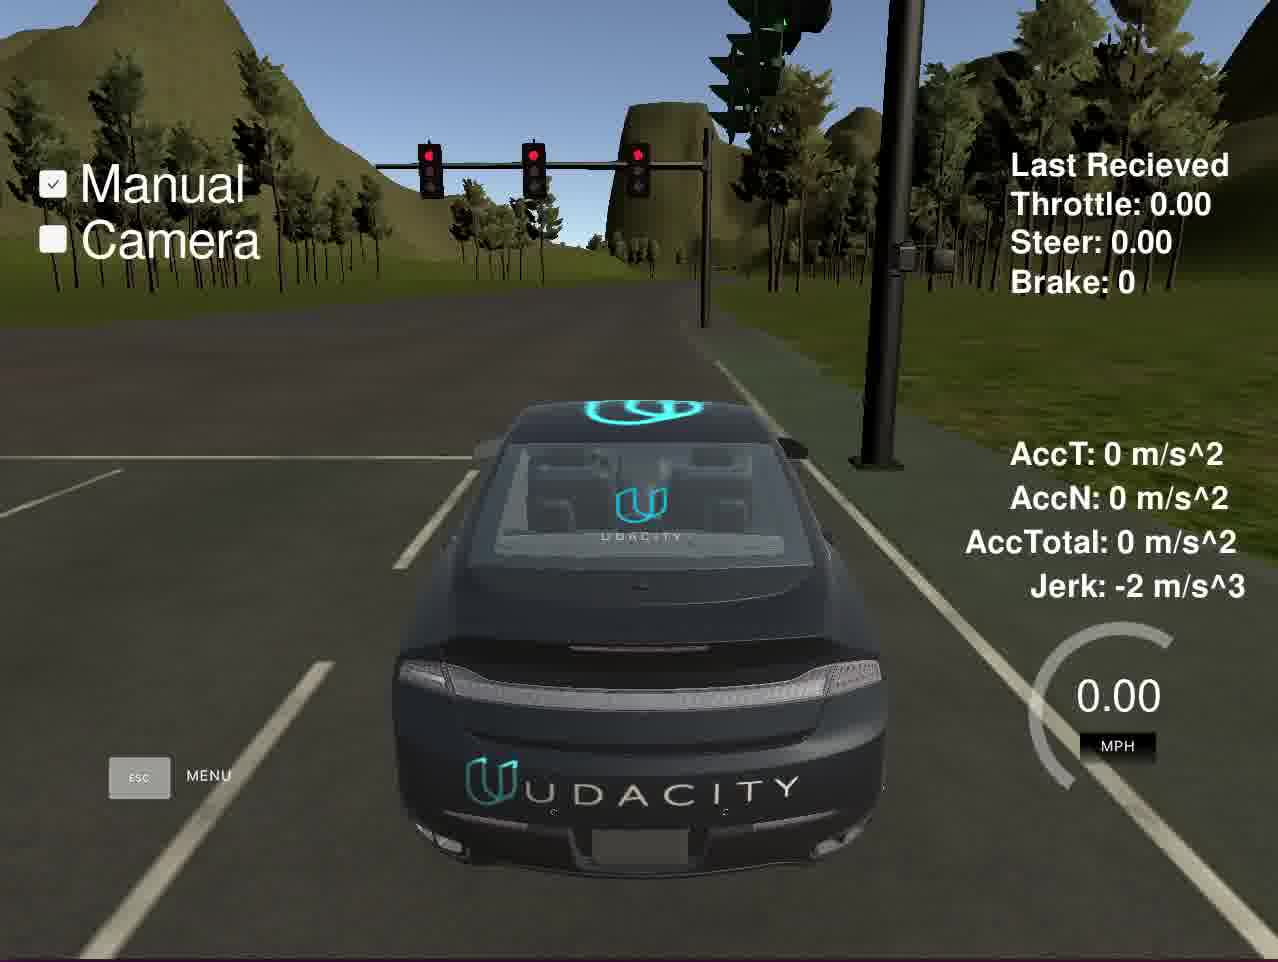 Manual
Camera
Last Recieved
Throttle: 0.00
Steer: 0.00
Brake: 0
AccT: 0 m/s^2
AccN: 0 m/s^2
AccTotal: 0 m/s^2
Jerk: -2 m/s^3
UDACITY
0.00
MPH
ESC MENU
UDACITY